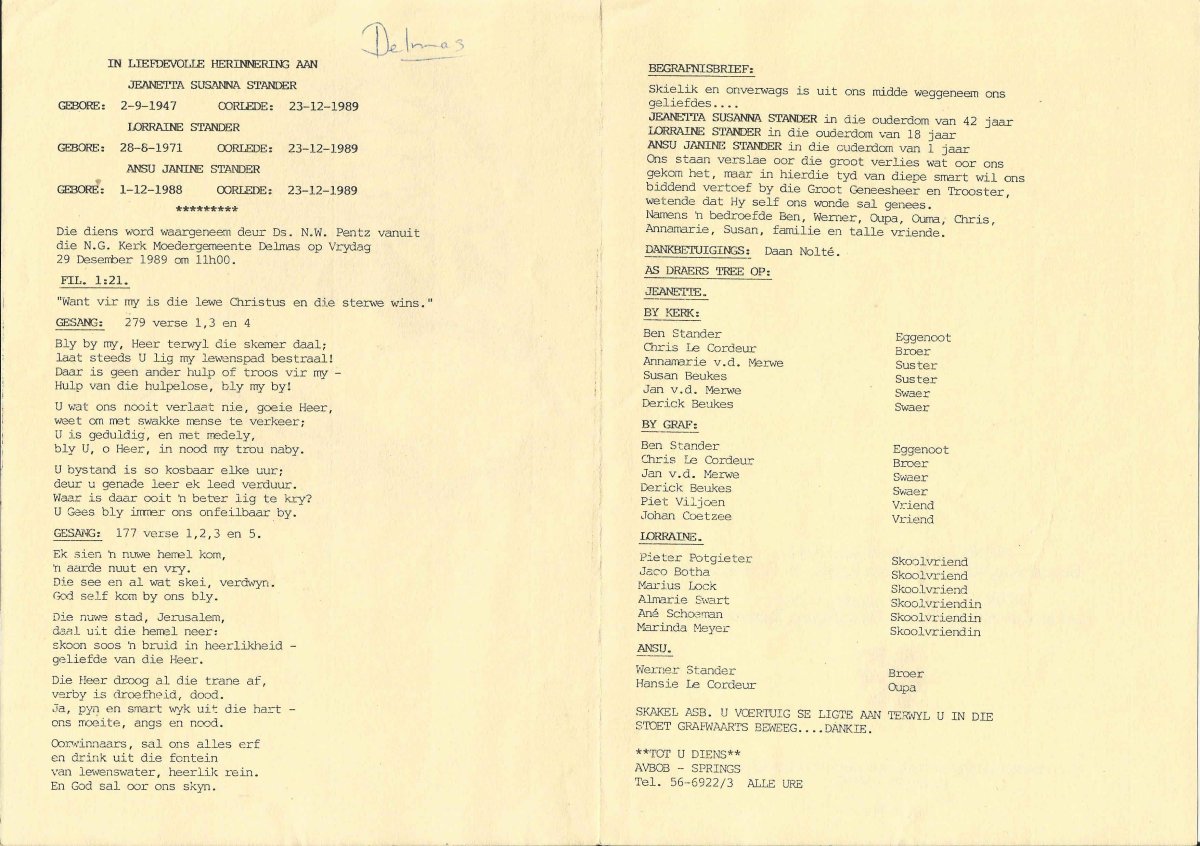 Delmas
IN LIEFDEVOLLE HERINNERING AAN
JEANETTA SUSANNA STANDER
GEBORE: 2-9-1947 OORLEDE: 23-12-1989
LORRAINE STANDER
GEBORE: 28-8-1971 OORLEDE: 23-12-1989
ANSU JANINE STANDER
GEBORE: 1-12-1988 OORLEDE: 23-12-1989
*********
Die diens word waargeneem deur Ds. N.W. Pentz vanuit
die N.G. Kerk Moedergemeente Delmas op Vrydag
29 Desember 1989 om 11h00.
FIL. 1:21.
"Want vir my is die lewe Christus en die sterwe wins."
GESANG: 279 verse 1,3 en 4
Bly by my, Heer terwyl die skemer daal;
laat steeds U lig my lewenspad bestraal!
Daar is geen ander hulp of troos vir my –
Hulp van die hulpelose, bly my by!
U wat ons nooit verlaat nie, goeie Heer,
weet om met swakke mense te verkeer;
U is geduldig, en met medely,
bly U, o Heer, in nood my trou naby.
U bystand is so kosbaar elke uur;
deur u genade leer ek leed verduur.
Waar is daar ooit 'n beter lig te kry?
U Gees bly immer ons onfeilbaar by.
GESANG: 177 verse 1,2,3 en 5.
Ek sien 'n nuwe hemel kom,
'n aarde nuut en vry.
Die see en al wat skei, verdwyn.
God self kom by ons bly.
Die nuwe stad, Jerusalem,
daal uit die hemel neer:
skoon soos 'n bruid in heerlikheid –
geliefde van die Heer.
Die Heer droog al die trane af,
verby is droefheid, dood.
Ja, pyn en smart wyk uit die hart –
ons moeite, angs en nood.
Oorwinnaars, sal ons alles erf
en drink uit die fontein
van lewenswater, heerlik rein.
En God sal oor ons skyn.
BEGRAFNISBRIEF:
Skielik en onverwags is uit ons midde weggeneem ons
geliefdes....
JEANETTA SUSANNA STANDER in die ouderdom van 42 jaar
LORRAINE STANDER in die ouderdom van 18 jaar
ANSU JANINE STANDER in die ouderdom van 1 jaar
Ons staan verslae oor die groot verlies wat oor ons
gekom het, maar in hierdie tyd van diepe smart wil ons
biddend vertoef by die Groot Geneesheer en Trooster,
wetende dat Hy self ons wonde sal genees.
Namens 'n bedroefde Ben, Werner, Oupa, Ouma, Chris,
Annamarie, Susan, familie en talle vriende.
DANKBETUIGINGS: Daan Nolté.
AS DRAERS TREE OP:
JEANETTE.
BY KERK:
Ben Stander Eggenoot
Chris Le Cordeur Broer
Annamarie v.d. Merwe Suster
Susan Beukes Suster
Jan v.d. Merwe Swaer
Derick Beukes Swaer
BY GRAF:
Ben Stander Eggenoot
Chris Le Cordeur Broer
Jan v.d. Merwe Swaer
Derick Beukes Swaer
Piet Viljoen Vriend
Johan Coetzee Vriend
LORRAINE.
Pieter Potgieter Skoolvriend
Jaco Botha Skoolvriend
Marius Lock Skoolvriend
Almarie Swart Skoolvriendin
Ané Schoeman Skoolvriendin
Marinda Meyer Skoolvriendin
ANSU.
Werner Stander Broer
Hansie Le Cordeur Oupa
SKAKEL ASB. U VOERTUIG SE LIGTE AAN TERWYL U IN DIE
STOET GRAFWAARTS BEWEEG....DANKIE.
**TOT U DIENS**
AVBOB – SPRINGS
Tel. 56-6922/3 ALLE URE